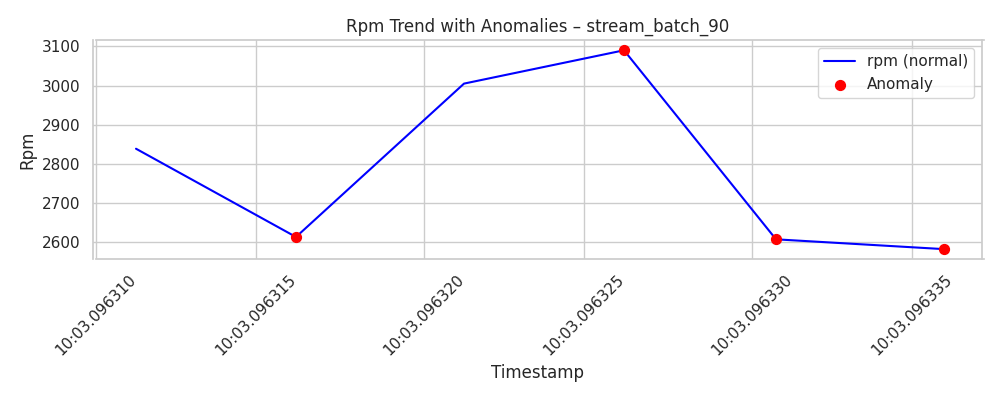 Rpm Trend with Anomalies – stream_batch_90
3100
3000
2900
2800
2700
2600
Rpm
rpm (normal)
Anomaly
10:03.096310
10:03.096315
10:03.096320
10:03.096325
10:03.096330
10:03.096335
Timestamp